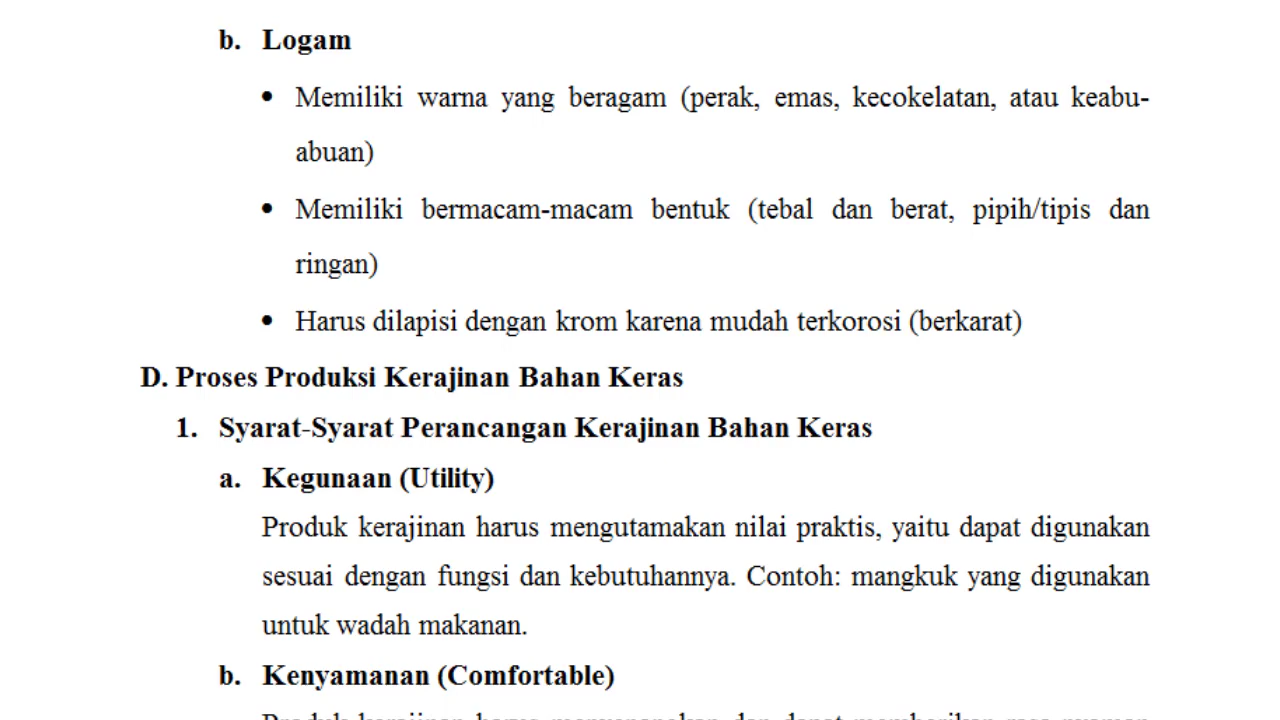 b. Logam
• Memiliki warna yang beragam (perak, emas, kecokelatan, atau keabu-
abuan)
• Memiliki bermacam-macam bentuk (tebal dan berat, pipih/tipis dan
ringan)
• Harus dilapisi dengan krom karena mudah terkorosi (berkarat)
D. Proses Produksi Kerajinan Bahan Keras
1. Syarat-Syarat Perancangan Kerajinan Bahan Keras
a. Kegunaan (Utility)
Produk kerajinan harus mengutamakan nilai praktis, yaitu dapat digunakan
sesuai dengan fungsi dan kebutuhannya. Contoh: mangkuk yang digunakan
untuk wadah makanan.
b. Kenyamanan (Comfortable)